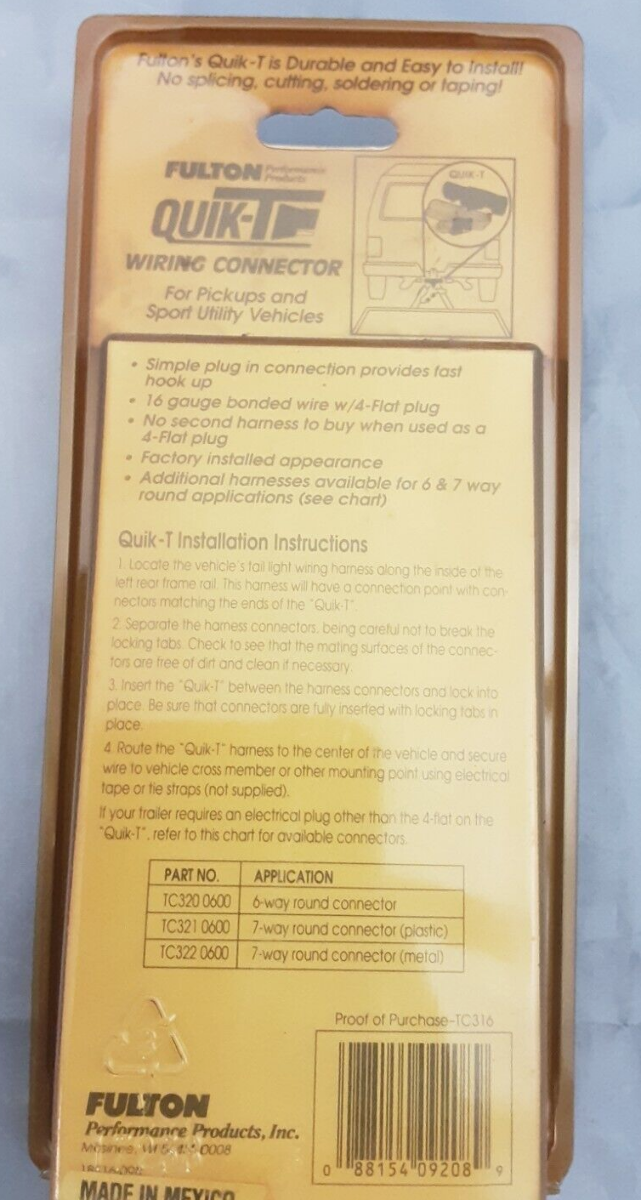 Fulton's Quik-T is Durable and Easy to Install!
No splicing, cutting, soldering or taping!
FULTON Performance Products
QUIK-T
WIRING CONNECTOR
For Pickups and
Sport Utility Vehicles
QUIK-T
• Simple plug in connection provides fast
hook up
• 16 gauge bonded wire w/4-Flat plug
• No second harness to buy when used as a
4-Flat plug
• Factory installed appearance
• Additional harnesses available for 6 & 7 way
round applications (see chart)
Quik-T Installation Instructions
1. Locate the vehicle's tail light wiring harness along the inside of the
left rear frame rail. This harness will have a connection point with con-
nectors matching the ends of the "Quik-T".
2. Separate the harness connectors, being careful not to break the
locking tabs. Check to see that the mating surfaces of the connec-
tors are free of dirt and clean if necessary.
3. Insert the "Quik-T" between the harness connectors and lock into
place. Be sure that connectors are fully inserted with locking tabs in
place.
4. Route the "Quik-T" harness to the center of the vehicle and secure
wire to vehicle cross member or other mounting point using electrical
tape or tie straps (not supplied).
If your trailer requires an electrical plug other than the 4-flat on the
"Quik-T", refer to this chart for available connectors.
PART NO. APPLICATION
TC320 0600 6-way round connector
TC321 0600 7-way round connector (plastic)
TC322 0600 7-way round connector (metal)
Proof of Purchase-TC316
FULTON
Performance Products, Inc.
Mosinee, WI
0 88154 09208 9
MADE IN MEXICO